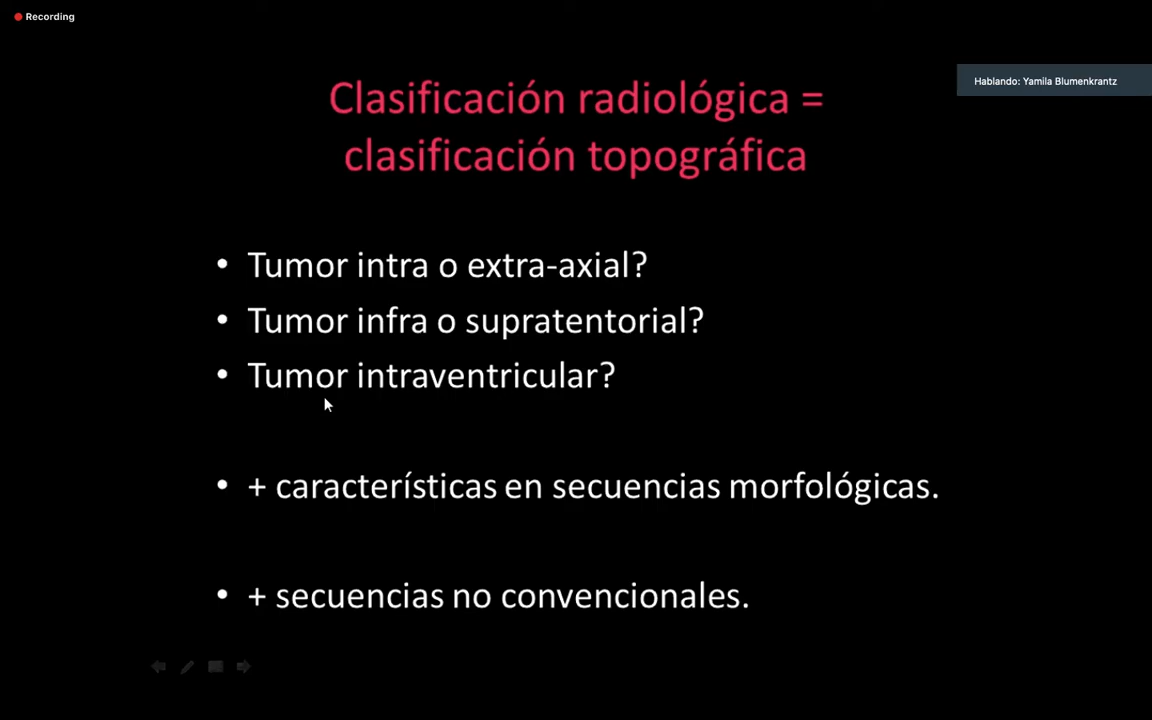 Recording
Hablando: Yamila Blumenkrantz
Clasificación radiológica =
clasificación topográfica
• Tumor intra o extra-axial?
• Tumor infra o supratentorial?
• Tumor intraventricular?
• + características en secuencias morfológicas.
• + secuencias no convencionales.